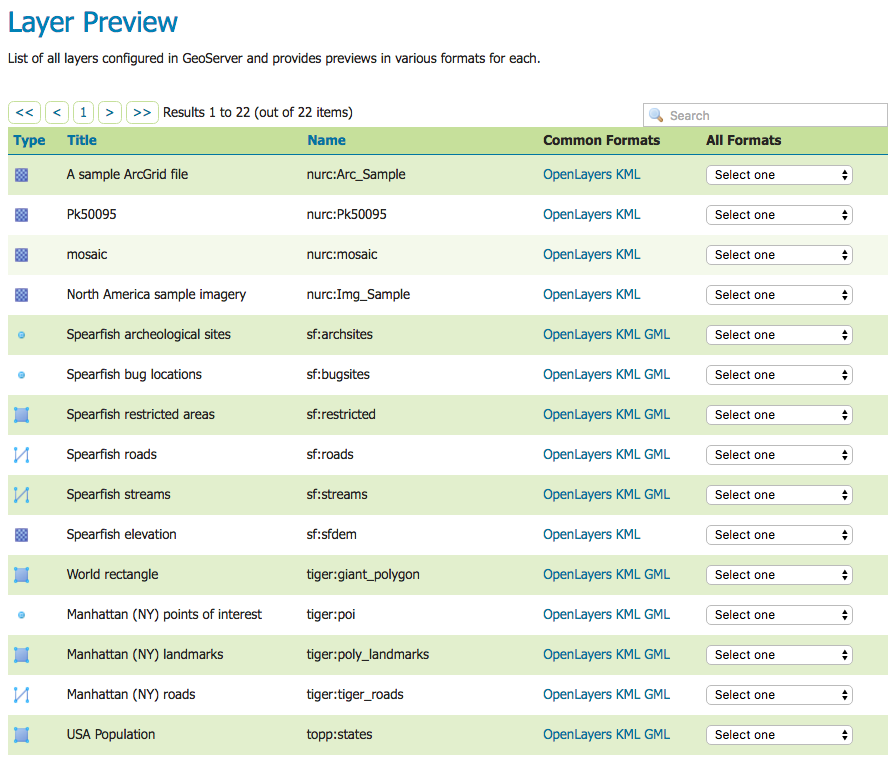 Layer Preview
List of all layers configured in GeoServer and provides previews in various formats for each.
<< < 1 > >> Results 1 to 22 (out of 22 items) Search
Type Title Name Common Formats All Formats
A sample ArcGrid file nurc:Arc_Sample OpenLayers KML Select one
Pk50095 nurc:Pk50095 OpenLayers KML Select one
mosaic nurc:mosaic OpenLayers KML Select one
North America sample imagery nurc:Img_Sample OpenLayers KML Select one
Spearfish archeological sites sf:archsites OpenLayers KML GML Select one
Spearfish bug locations sf:bugsites OpenLayers KML GML Select one
Spearfish restricted areas sf:restricted OpenLayers KML GML Select one
Spearfish roads sf:roads OpenLayers KML GML Select one
Spearfish streams sf:streams OpenLayers KML GML Select one
Spearfish elevation sf:sfdem OpenLayers KML Select one
World rectangle tiger:giant_polygon OpenLayers KML GML Select one
Manhattan (NY) points of interest tiger:poi OpenLayers KML GML Select one
Manhattan (NY) landmarks tiger:poly_landmarks OpenLayers KML GML Select one
Manhattan (NY) roads tiger:tiger_roads OpenLayers KML GML Select one
USA Population topp:states OpenLayers KML GML Select one